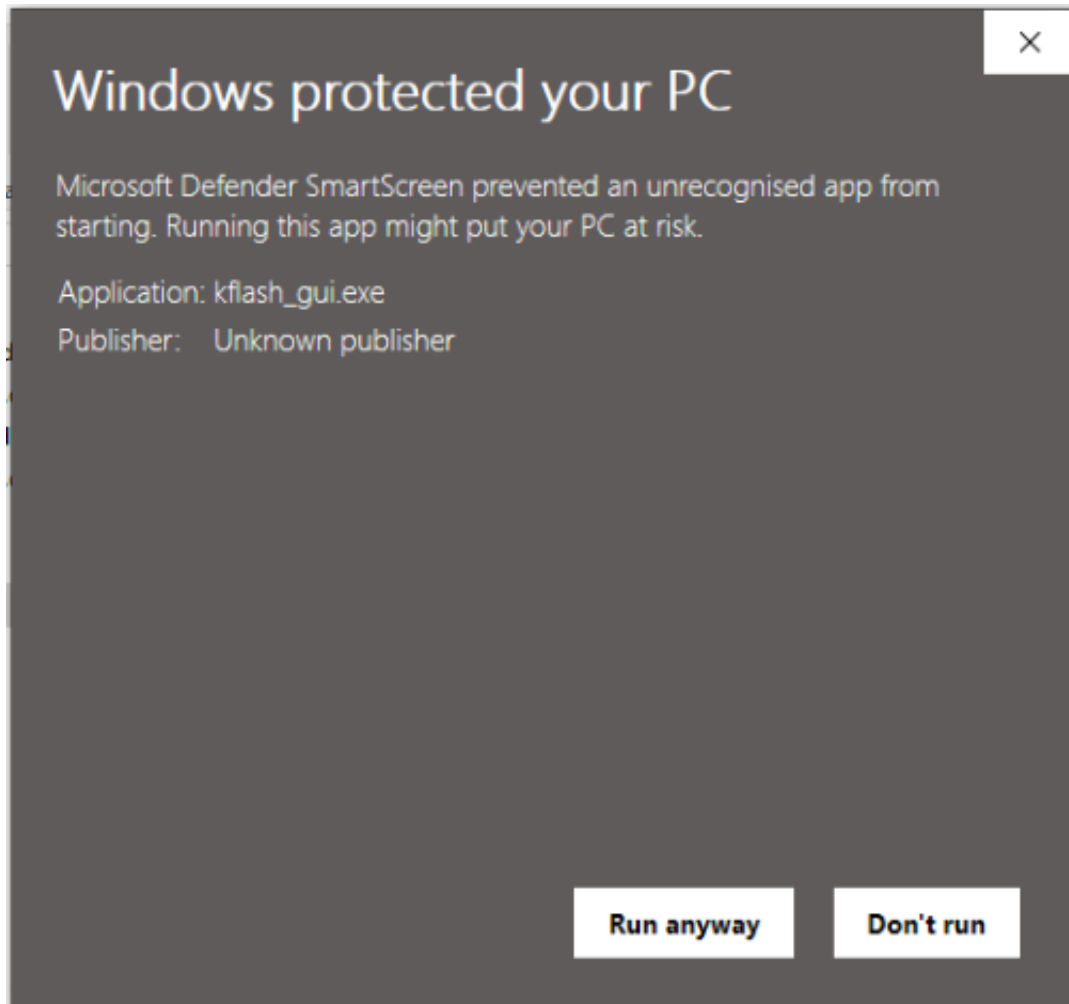 Windows protected your PC
Microsoft Defender SmartScreen prevented an unrecognised app from
starting. Running this app might put your PC at risk.
Application: kflash_gui.exe
Publisher: Unknown publisher
Run anyway Don't run